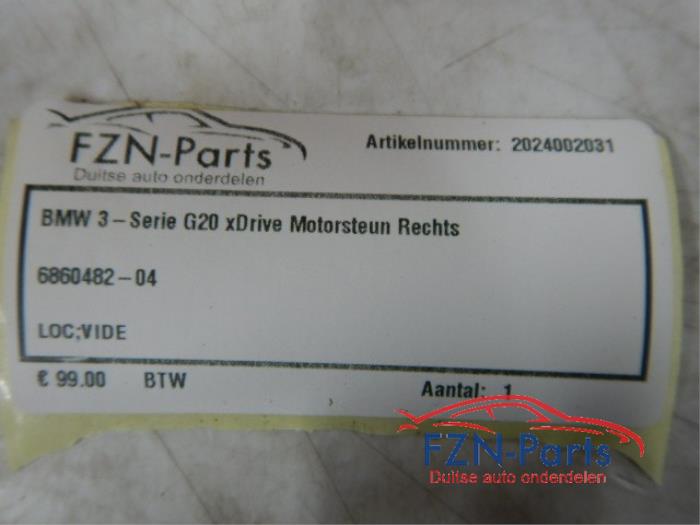 FZN-Parts
Duitse auto onderdelen
Artikelnummer: 2024002031
BMW 3-Serie G20 xDrive Motorsteun Rechts
6860482-04
LOC;VIDE
€ 99.00 BTW Aantal: 1
FZN-Parts
Duitse auto onderdelen